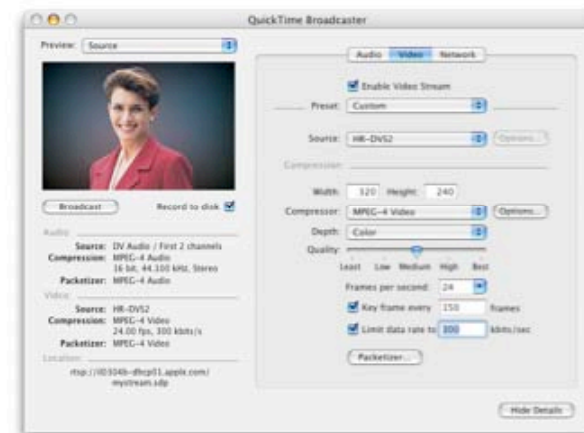 QuickTime Broadcaster
Preview: Source
Broadcast
Record to disk
Audio
Source: DV Audio / First 2 channels
Compression: MPEG-4 Audio
16 bit, 44.100 kHz, Stereo
Packetizer: MPEG-4 Audio
Video
Source: HR-DVS2
Compression: MPEG-4 Video
24.00 fps, 300 kbits/s
Packetizer: MPEG-4 Video
Location
mystream.sdp
Audio Video Network
Enable Video Stream
Preset: Custom
Source: HR-DVS2 Options...
Compression
Width: 320 Height: 240
Compressor: MPEG-4 Video Options...
Depth: Color
Quality:
Least Low Medium High Best
Frames per second: 24
Key frame every 150 frames
Limit data rate to 300 kbits/sec
Packetizer...
Hide Details